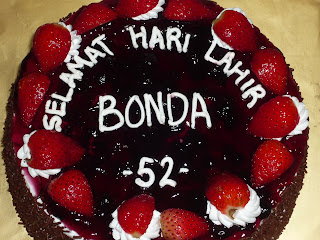 SELAMAT HARI LAHIR
BONDA
-52-